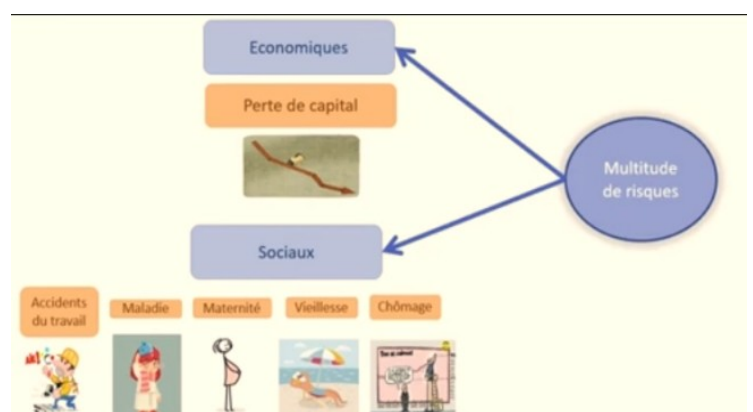 Economiques
Perte de capital
Multitude
de risques
Sociaux
Accidents
du travail
Maladie
Maternité
Vieillesse
Chômage